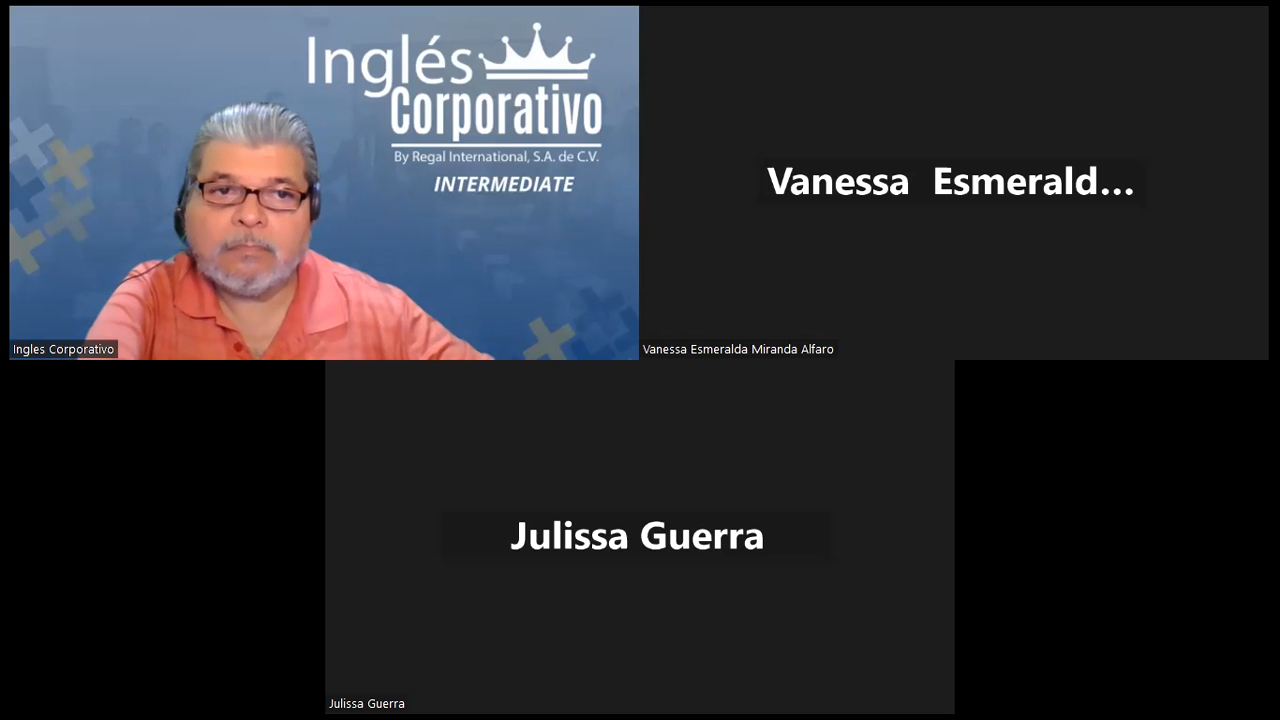 Inglés
Corporativo
By Regal International, S.A. de C.V.
INTERMEDIATE
Ingles Corporativo
Vanessa Esmerald...
Vanessa Esmeralda Miranda Alfaro
Julissa Guerra
Julissa Guerra